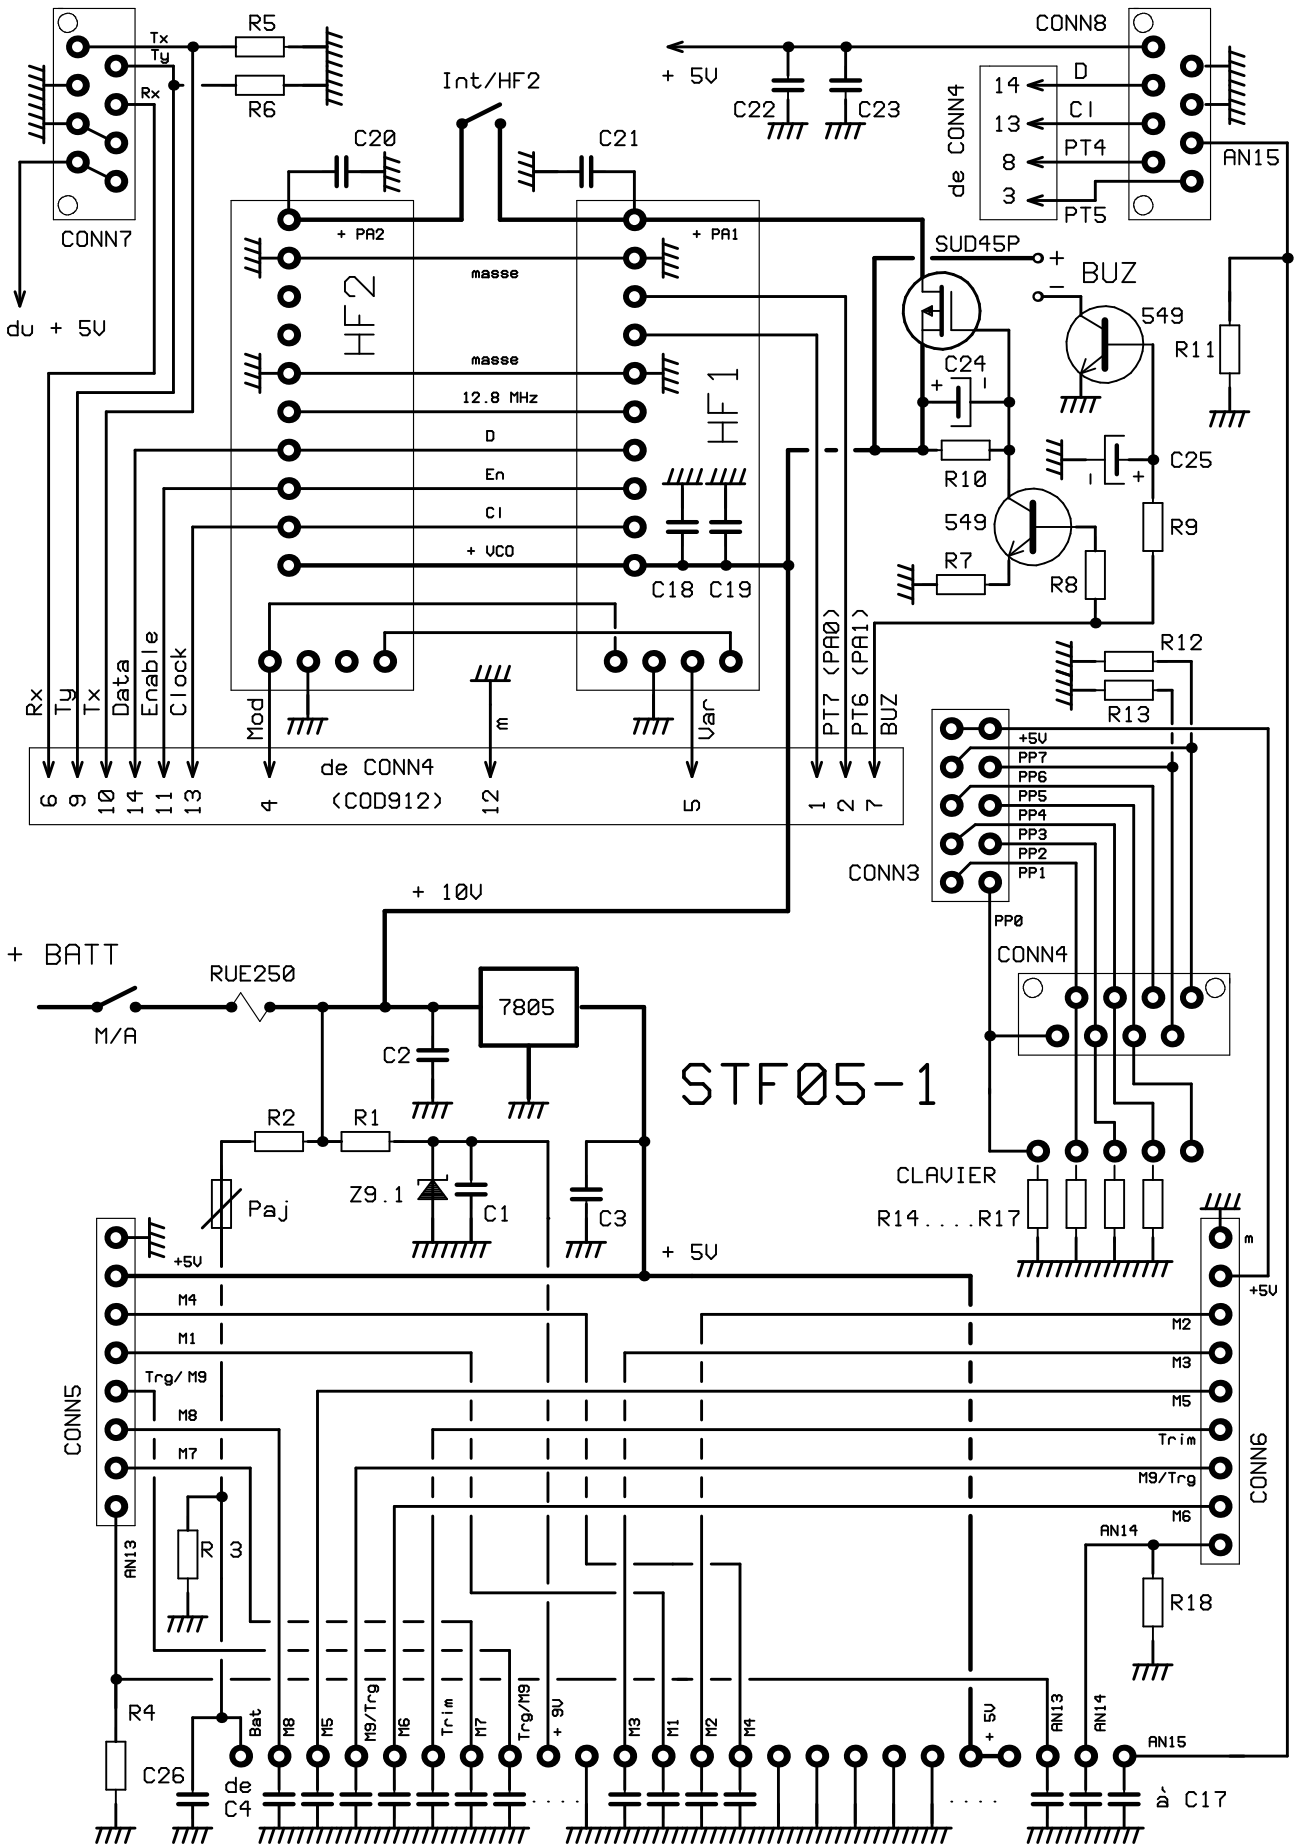 Tx
Ty
Rx
R5
R6
CONN7
du + 5V
Int/HF2
C20
C21
+ 5V
C22
C23
CONN8
de CONN4
14
13
8
3
D
Cl
PT4
PT5
AN15
+ PA2
+ PA1
masse
HF2
masse
12.8 MHz
D
En
Cl
+ VCO
HF1
C18
C19
SUD45P
+
−
BUZ
549
R11
C24
+
−
R10
C25
−
+
549
R9
R7
R8
Rx
Ty
Tx
Data
Enable
Clock
Mod
m
Var
PT7 (PA0)
PT6 (PA1)
BUZ
de CONN4
(COD912)
6
9
10
14
11
13
4
12
5
1
2
7
R12
R13
+5V
PP7
PP6
PP5
PP4
PP3
PP2
PP1
CONN3
PP0
CONN4
+ 10V
+ BATT
M/A
RUE250
7805
C2
STF05-1
R2
R1
Paj
Z9.1
C1
C3
+ 5V
CLAVIER
R14....R17
m
+5V
M2
M3
M5
Trim
M9/Trg
M6
AN14
CONN6
R18
+5V
M4
M1
Trg/M9
M8
M7
CONN5
AN13
R 3
R4
C26
Bat
M8
M5
M9/Trg
M6
Trim
M7
Trg/M9
+ 9V
M3
M1
M2
M4
+ 5V
AN13
AN14
AN15
de
C4
.....
.....
à C17